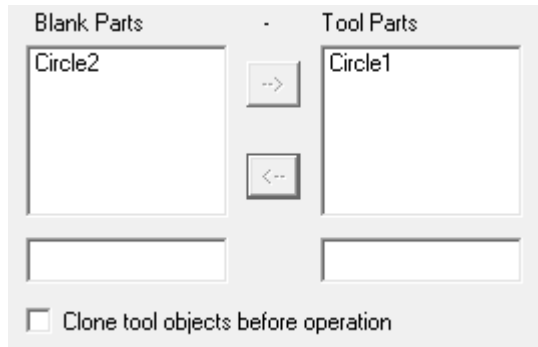 Blank Parts - Tool Parts
Circle2 Circle1
-->
<--
Clone tool objects before operation